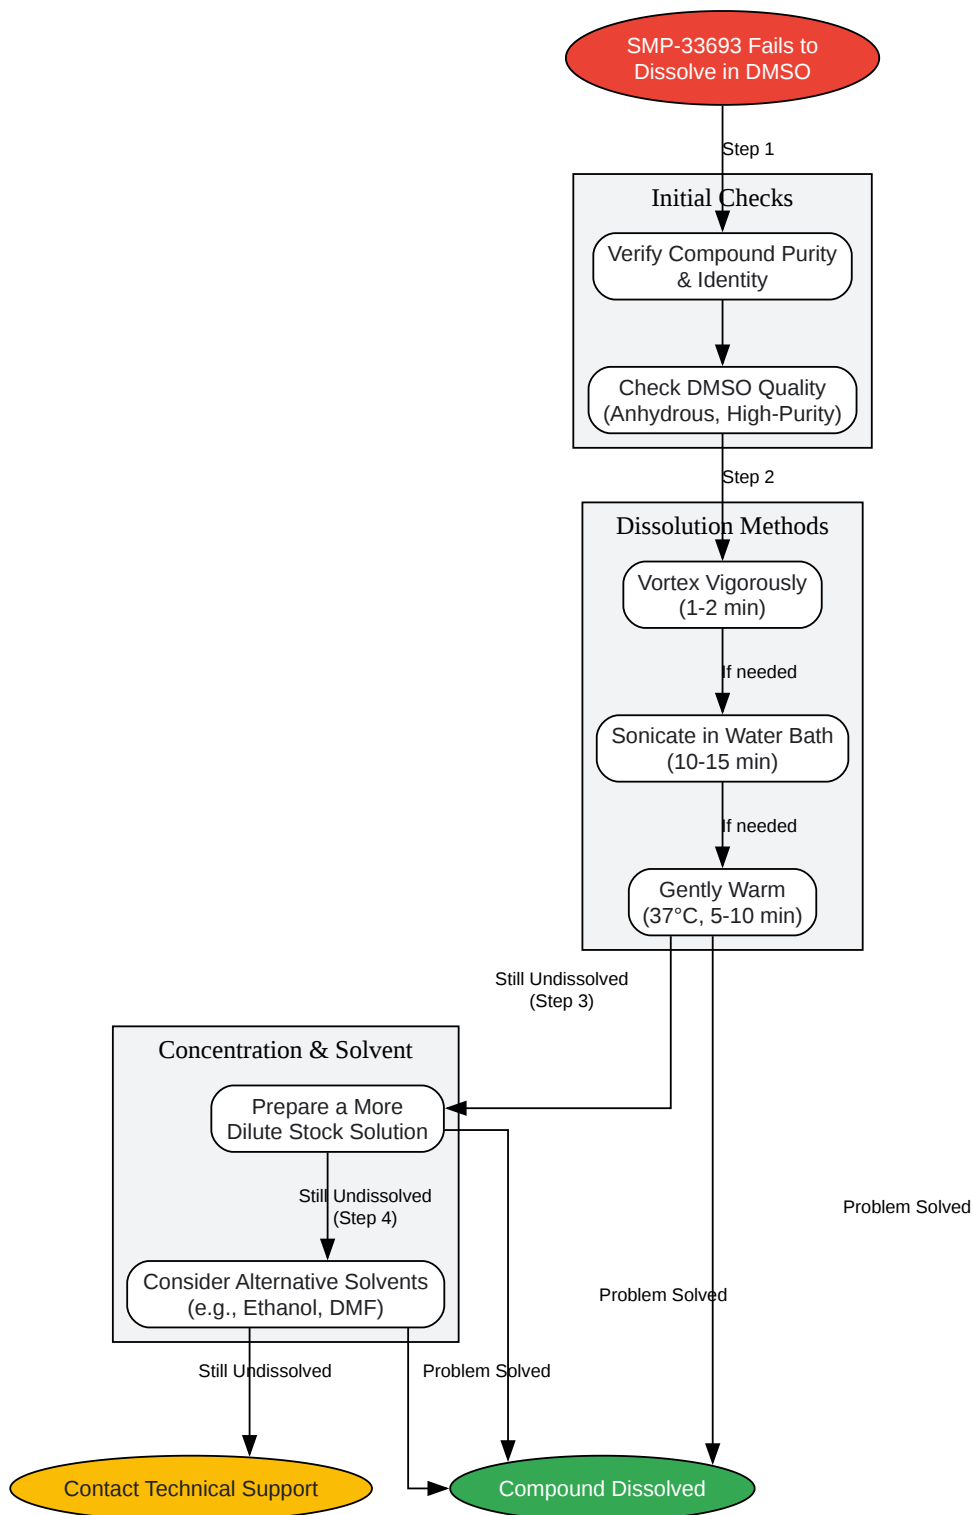 SMP-33693 Fails to
Dissolve in DMSO
Step 1
Initial Checks
Verify Compound Purity
& Identity
Check DMSO Quality
(Anhydrous, High-Purity)
Step 2
Dissolution Methods
Vortex Vigorously
(1-2 min)
If needed
Sonicate in Water Bath
(10-15 min)
If needed
Gently Warm
(37°C, 5-10 min)
Still Undissolved
(Step 3)
Concentration & Solvent
Prepare a More
Dilute Stock Solution
Still Undissolved
(Step 4)
Problem Solved
Consider Alternative Solvents
(e.g., Ethanol, DMF)
Problem Solved
Still Undissolved
Problem Solved
Contact Technical Support
Compound Dissolved